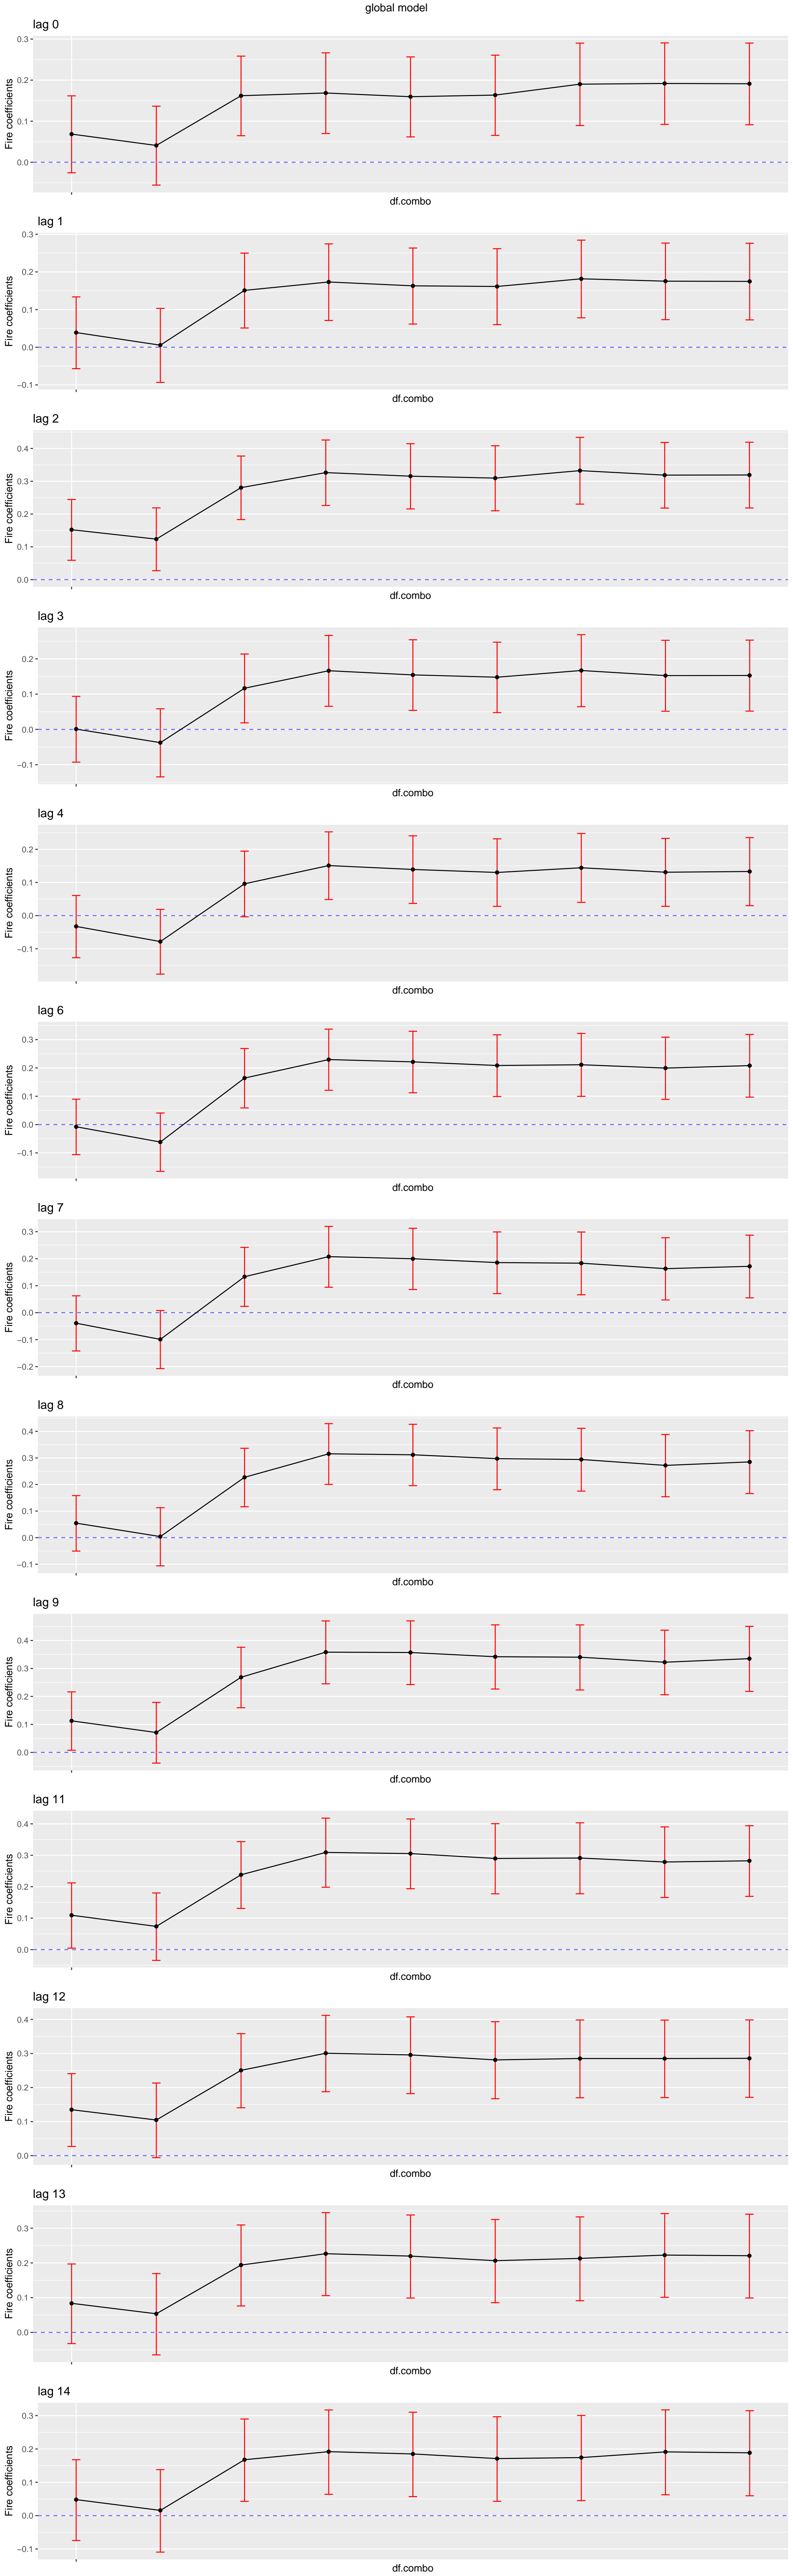 global model
lag 0
Fire coefficients
0.3
0.2
0.1
0.0
df.combo
lag 1
Fire coefficients
0.3
0.2
0.1
0.0
−0.1
df.combo
lag 2
Fire coefficients
0.4
0.3
0.2
0.1
0.0
df.combo
lag 3
Fire coefficients
0.2
0.1
0.0
−0.1
df.combo
lag 4
Fire coefficients
0.2
0.1
0.0
−0.1
df.combo
lag 6
Fire coefficients
0.3
0.2
0.1
0.0
−0.1
df.combo
lag 7
Fire coefficients
0.3
0.2
0.1
0.0
−0.1
−0.2
df.combo
lag 8
Fire coefficients
0.4
0.3
0.2
0.1
0.0
−0.1
df.combo
lag 9
Fire coefficients
0.4
0.3
0.2
0.1
0.0
df.combo
lag 11
Fire coefficients
0.4
0.3
0.2
0.1
0.0
df.combo
lag 12
Fire coefficients
0.4
0.3
0.2
0.1
0.0
df.combo
lag 13
Fire coefficients
0.3
0.2
0.1
0.0
df.combo
lag 14
Fire coefficients
0.3
0.2
0.1
0.0
−0.1
df.combo